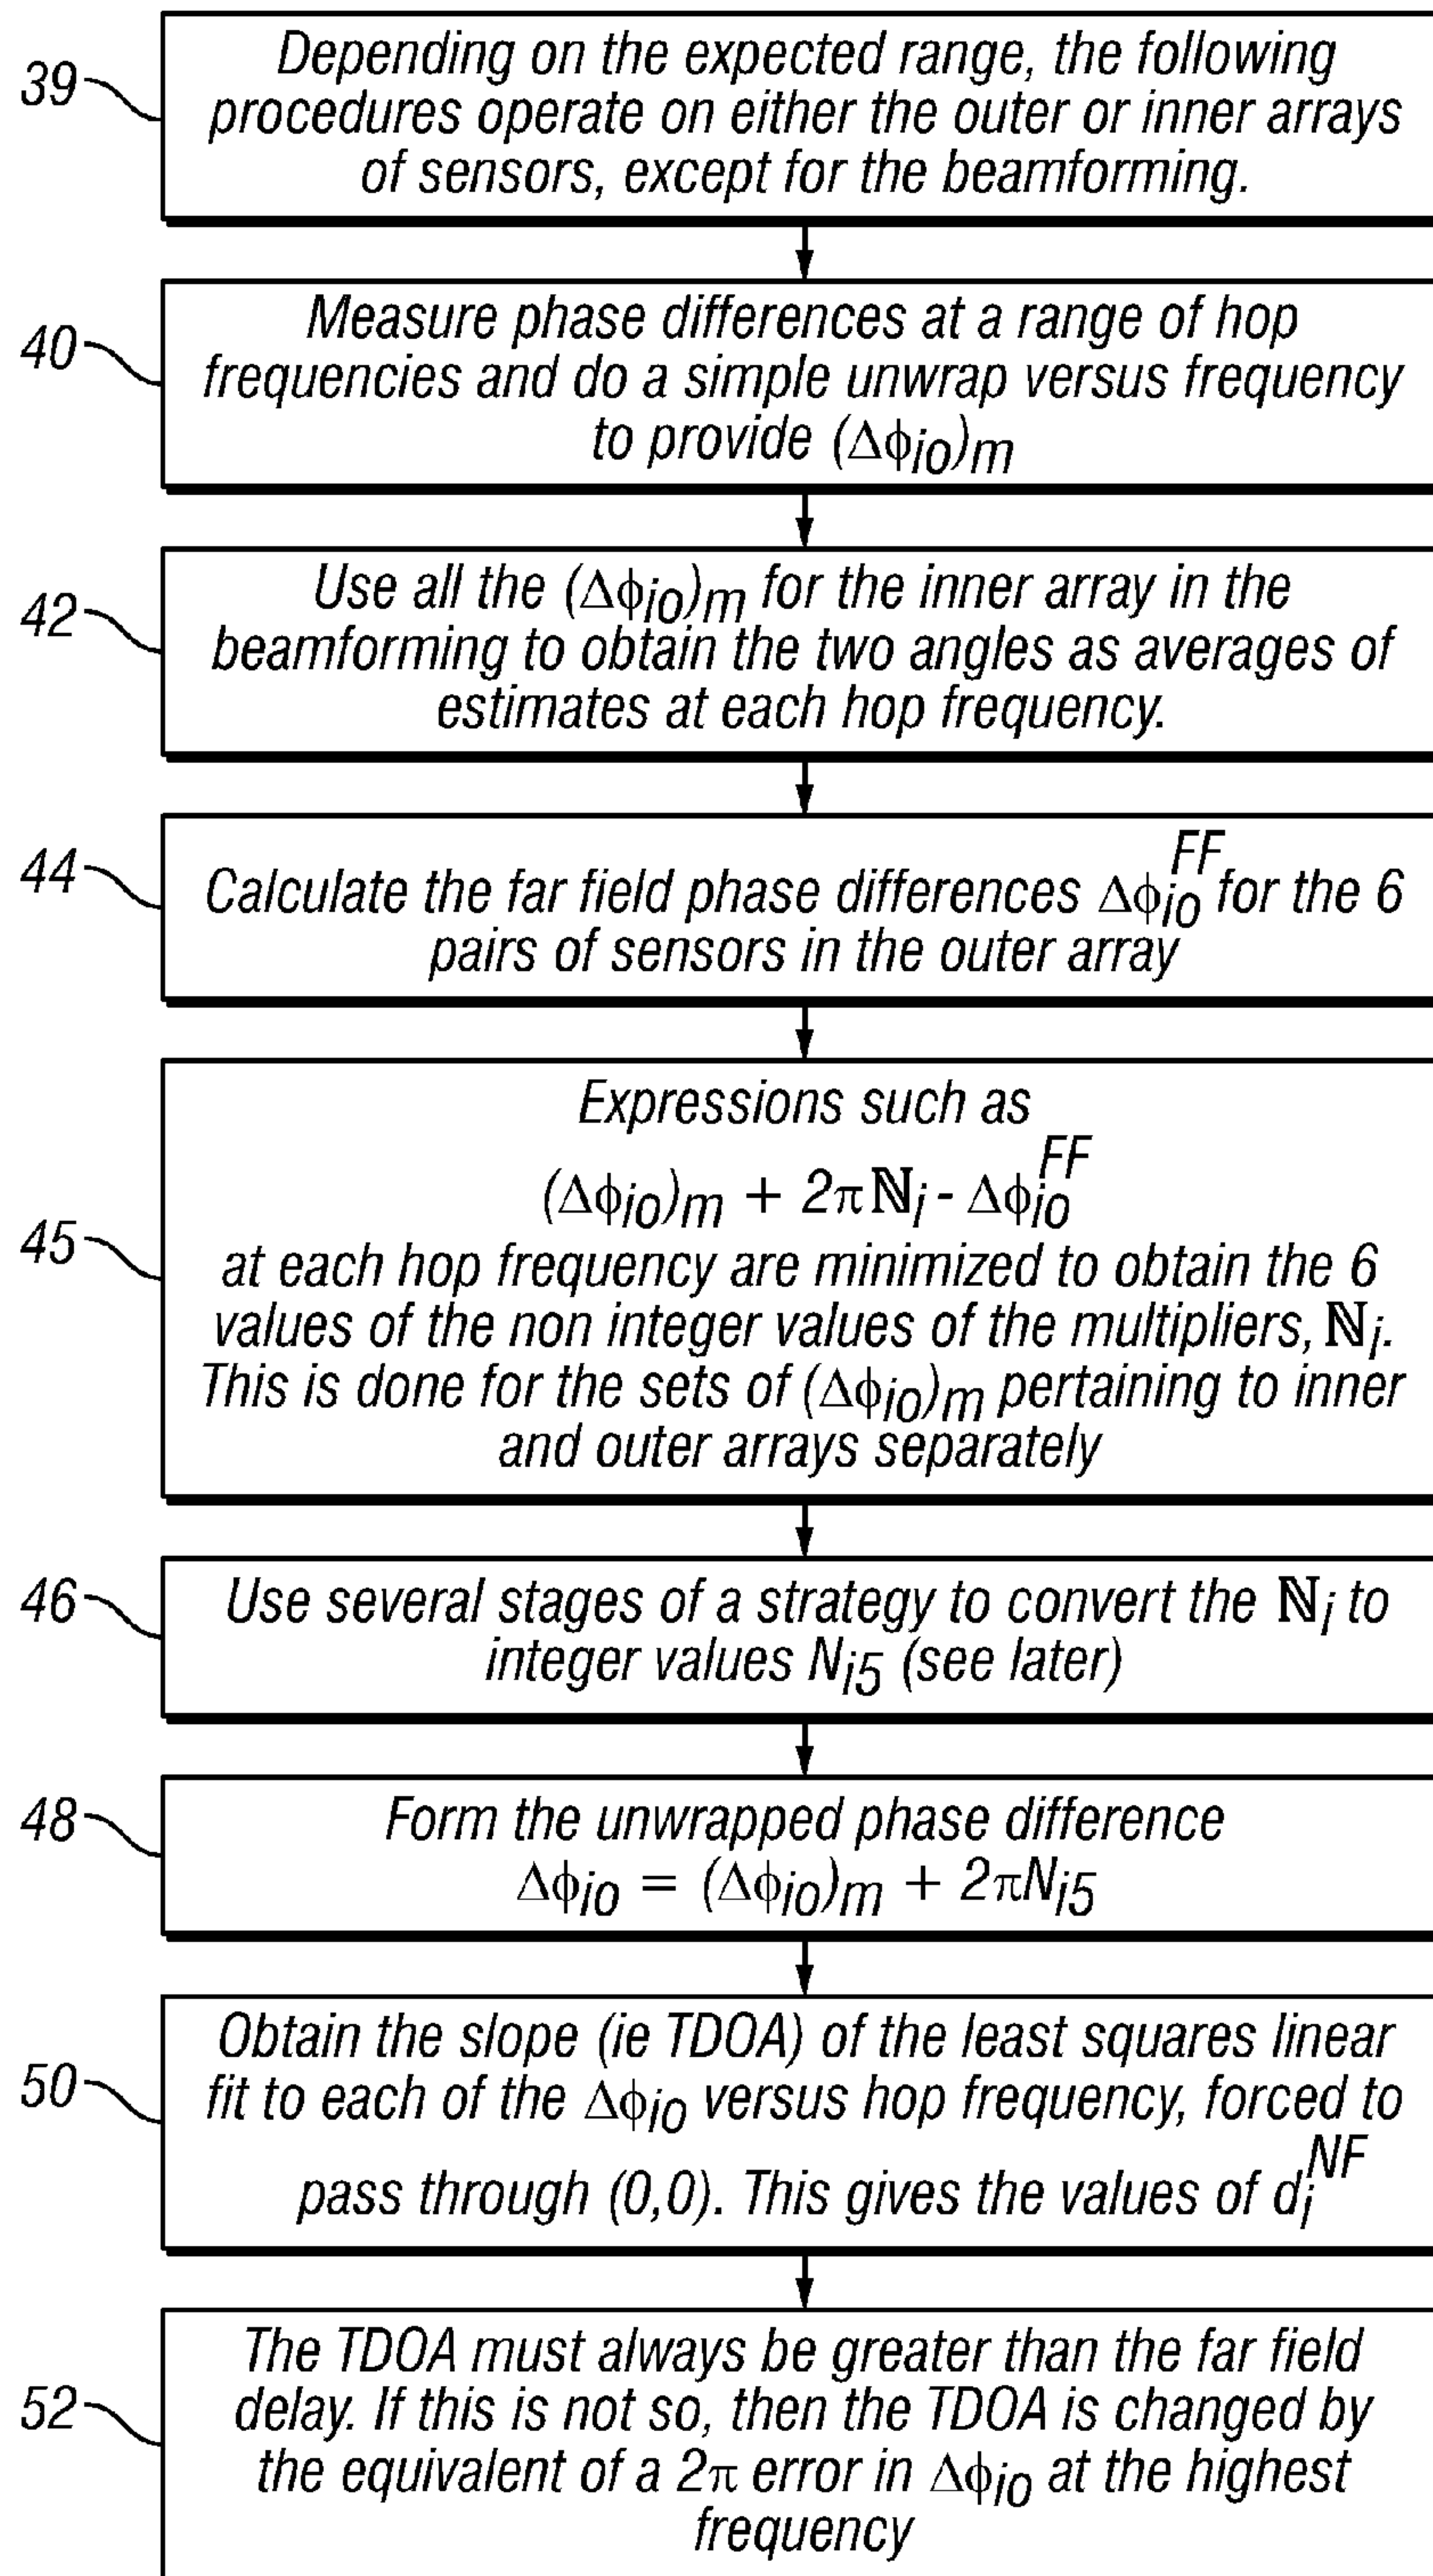 39
Depending on the expected range, the following
procedures operate on either the outer or inner arrays
of sensors, except for the beamforming.
40
Measure phase differences at a range of hop
frequencies and do a simple unwrap versus frequency
to provide (Δϕio)m
42
Use all the (Δϕio)m for the inner array in the
beamforming to obtain the two angles as averages of
estimates at each hop frequency.
44
Calculate the far field phase differences Δϕio^FF for the 6
pairs of sensors in the outer array
45
Expressions such as
(Δϕio)m + 2πℕi - Δϕio^FF
at each hop frequency are minimized to obtain the 6
values of the non integer values of the multipliers, ℕi.
This is done for the sets of (Δϕio)m pertaining to inner
and outer arrays separately
46
Use several stages of a strategy to convert the ℕi to
integer values Ni5 (see later)
48
Form the unwrapped phase difference
Δϕio = (Δϕio)m + 2πNi5
50
Obtain the slope (ie TDOA) of the least squares linear
fit to each of the Δϕio versus hop frequency, forced to
pass through (0,0). This gives the values of di^NF
52
The TDOA must always be greater than the far field
delay. If this is not so, then the TDOA is changed by
the equivalent of a 2π error in Δϕio at the highest
frequency